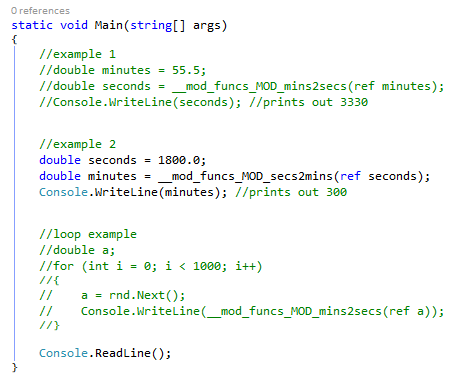 0 references
static void Main(string[] args)
{
//example 1
//double minutes = 55.5;
//double seconds = __mod_funcs_MOD_mins2secs(ref minutes);
//Console.WriteLine(seconds); //prints out 3330
//example 2
double seconds = 1800.0;
double minutes = __mod_funcs_MOD_secs2mins(ref seconds);
Console.WriteLine(minutes); //prints out 300
//loop example
//double a;
//for (int i = 0; i < 1000; i++)
//{
//    a = rnd.Next();
//    Console.WriteLine(__mod_funcs_MOD_mins2secs(ref a));
//}
Console.ReadLine();
}